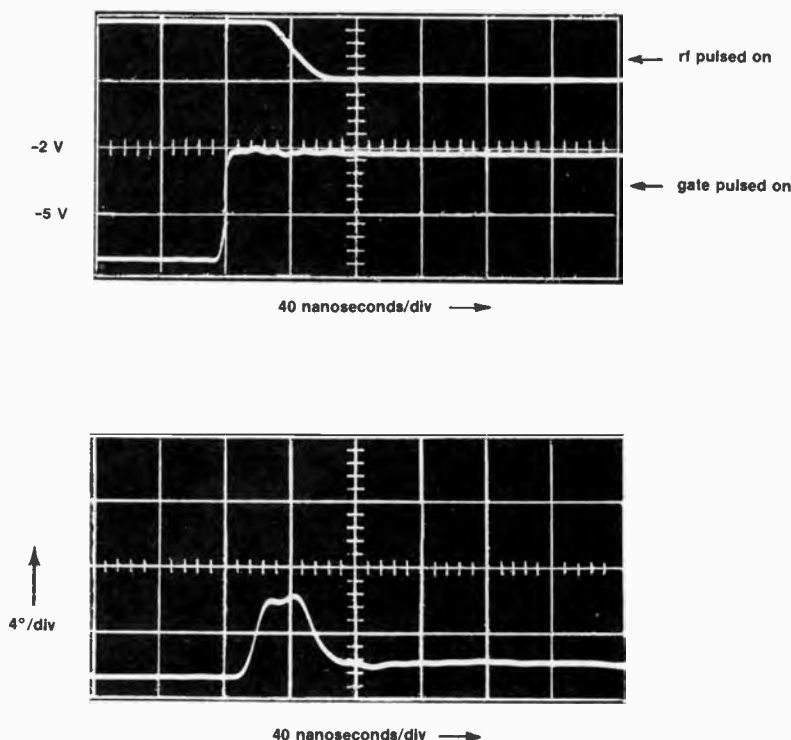 rf pulsed on
-2 V
gate pulsed on
-5 V
40 nanoseconds/div
4°/div
40 nanoseconds/div